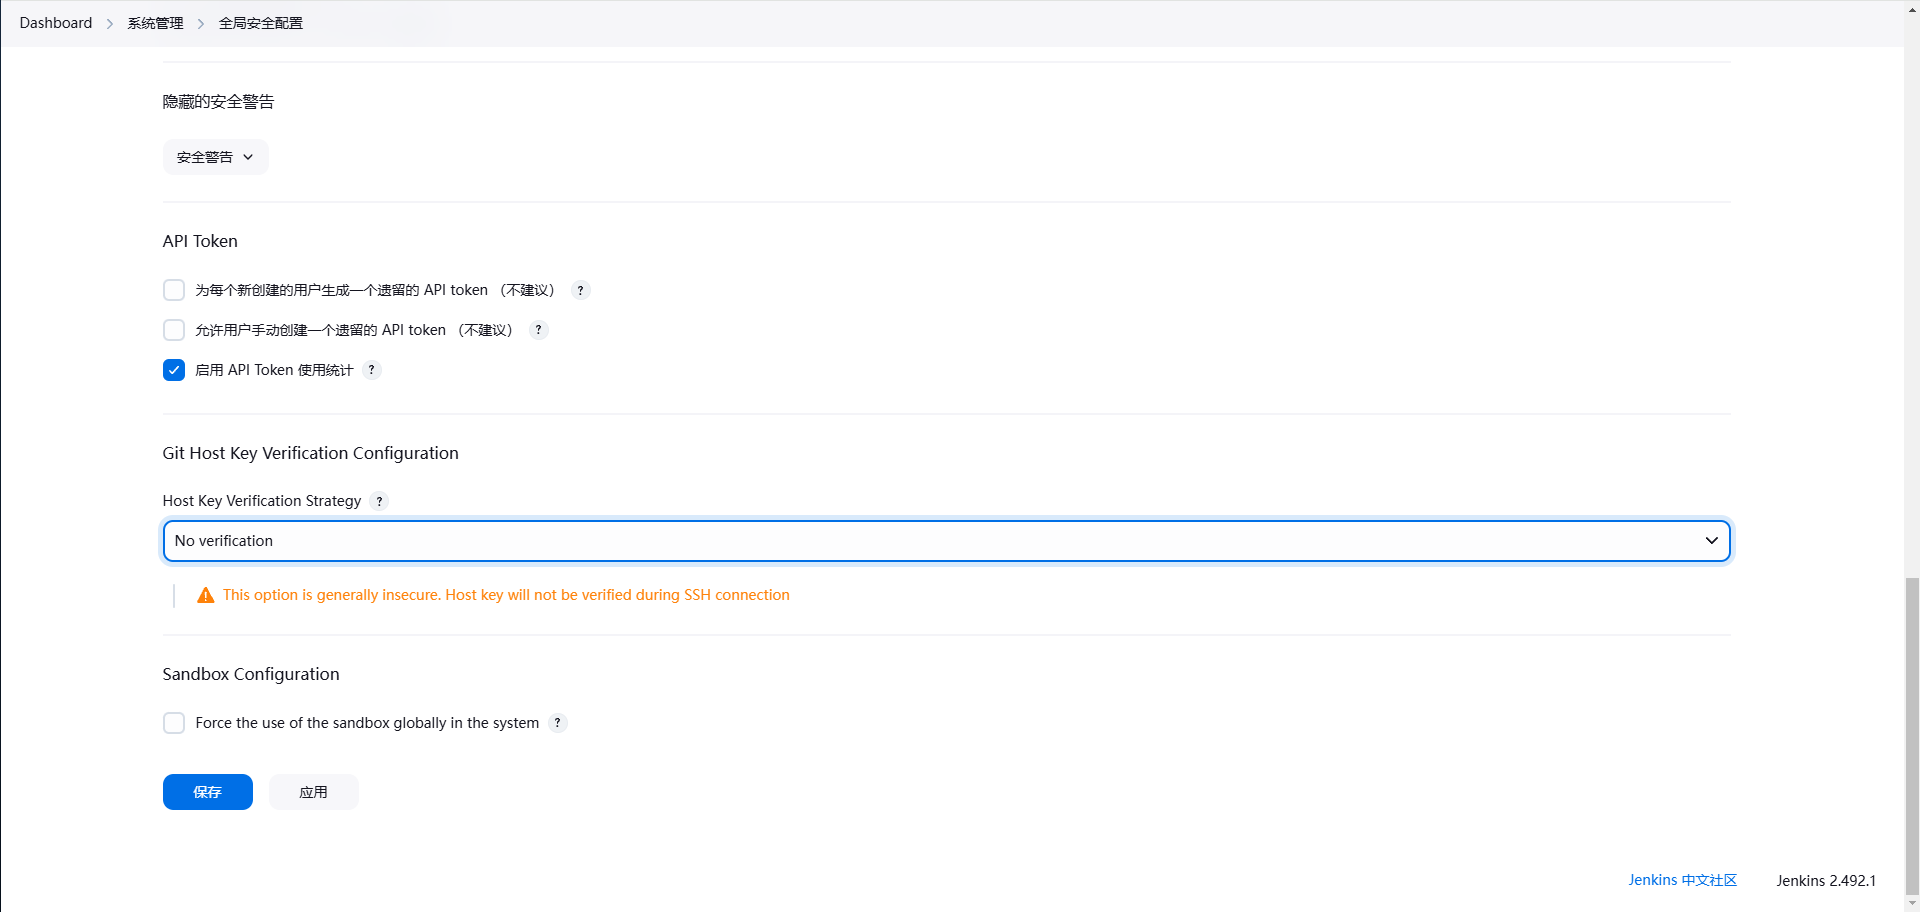 Dashboard > 系统管理 > 全局安全配置
隐藏的安全警告
安全警告
API Token
为每个新创建的用户生成一个遗留的 API token （不建议） ?
允许用户手动创建一个遗留的 API token （不建议） ?
启用 API Token 使用统计 ?
Git Host Key Verification Configuration
Host Key Verification Strategy ?
No verification
This option is generally insecure. Host key will not be verified during SSH connection
Sandbox Configuration
Force the use of the sandbox globally in the system ?
保存 应用
Jenkins 中文社区 Jenkins 2.492.1